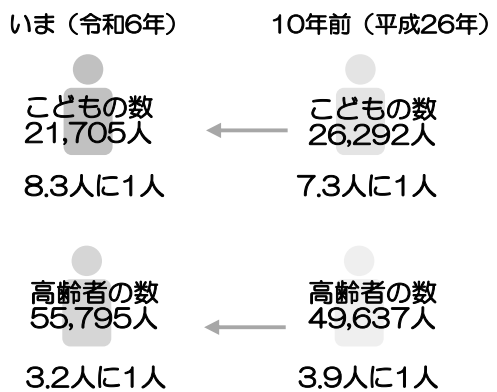 いま（令和6年）
10年前（平成26年）
こどもの数
21,705人
こどもの数
26,292人
8.3人に1人
7.3人に1人
高齢者の数
55,795人
高齢者の数
49,637人
3.2人に1人
3.9人に1人